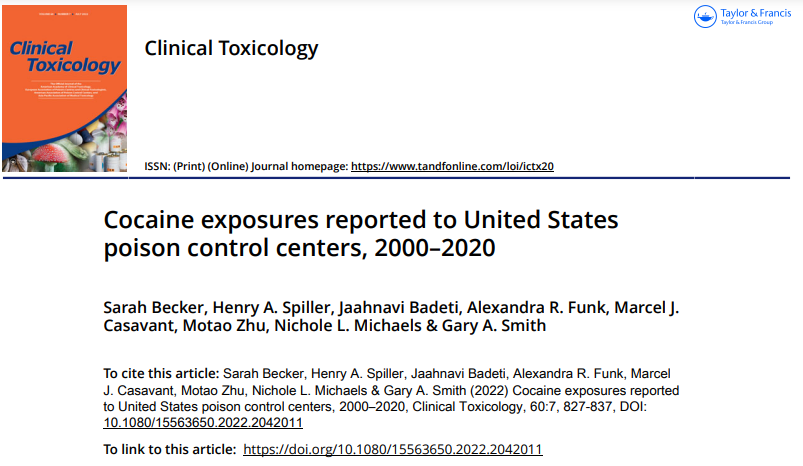 Clinical
Toxicology
Clinical Toxicology
Taylor & Francis
Taylor & Francis Group
ISSN: (Print) (Online) Journal homepage: https://www.tandfonline.com/loi/ictx20
Cocaine exposures reported to United States
poison control centers, 2000–2020
Sarah Becker, Henry A. Spiller, Jaahnavi Badeti, Alexandra R. Funk, Marcel J.
Casavant, Motao Zhu, Nichole L. Michaels & Gary A. Smith
To cite this article: Sarah Becker, Henry A. Spiller, Jaahnavi Badeti, Alexandra R. Funk, Marcel
J. Casavant, Motao Zhu, Nichole L. Michaels & Gary A. Smith (2022) Cocaine exposures reported
to United States poison control centers, 2000–2020, Clinical Toxicology, 60:7, 827-837, DOI:
10.1080/15563650.2022.2042011
To link to this article: https://doi.org/10.1080/15563650.2022.2042011